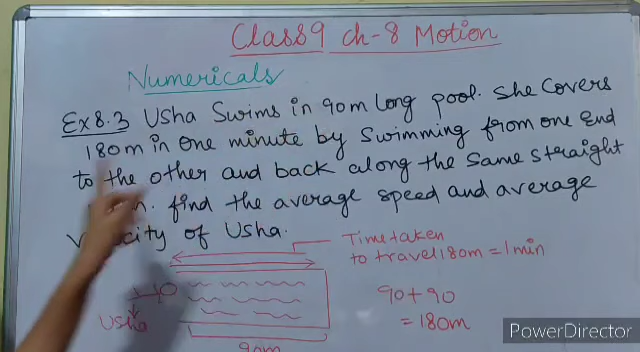 Class 9 ch-8 Motion
Numericals
Ex 8.3 Usha Swims in 90m long pool. She Covers
180m in one minute by Swimming from one end
to the other and back along the Same Straight
find the average speed and average
of Usha.
Time taken
to travel 180m = 1 min
90 + 90
= 180m
Usha
90m
PowerDirector